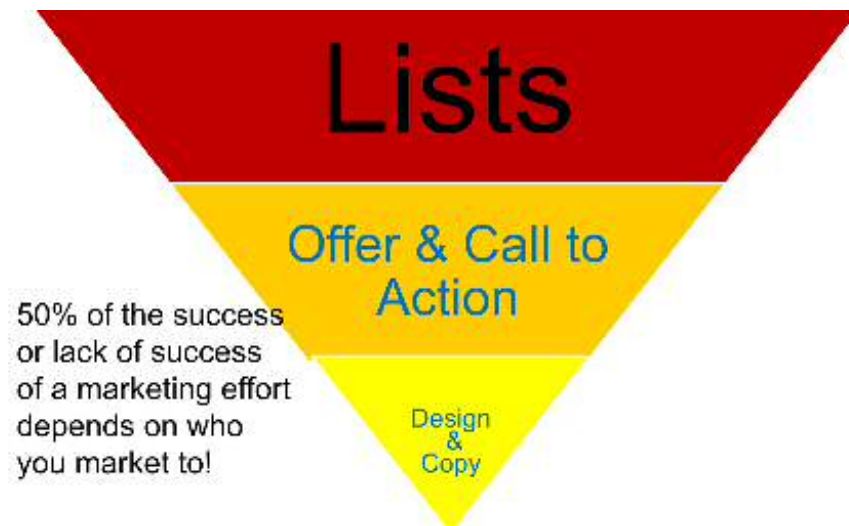 Lists
Offer & Call to
Action
50% of the success
or lack of success
of a marketing effort
depends on who
you market to!
Design
&
Copy